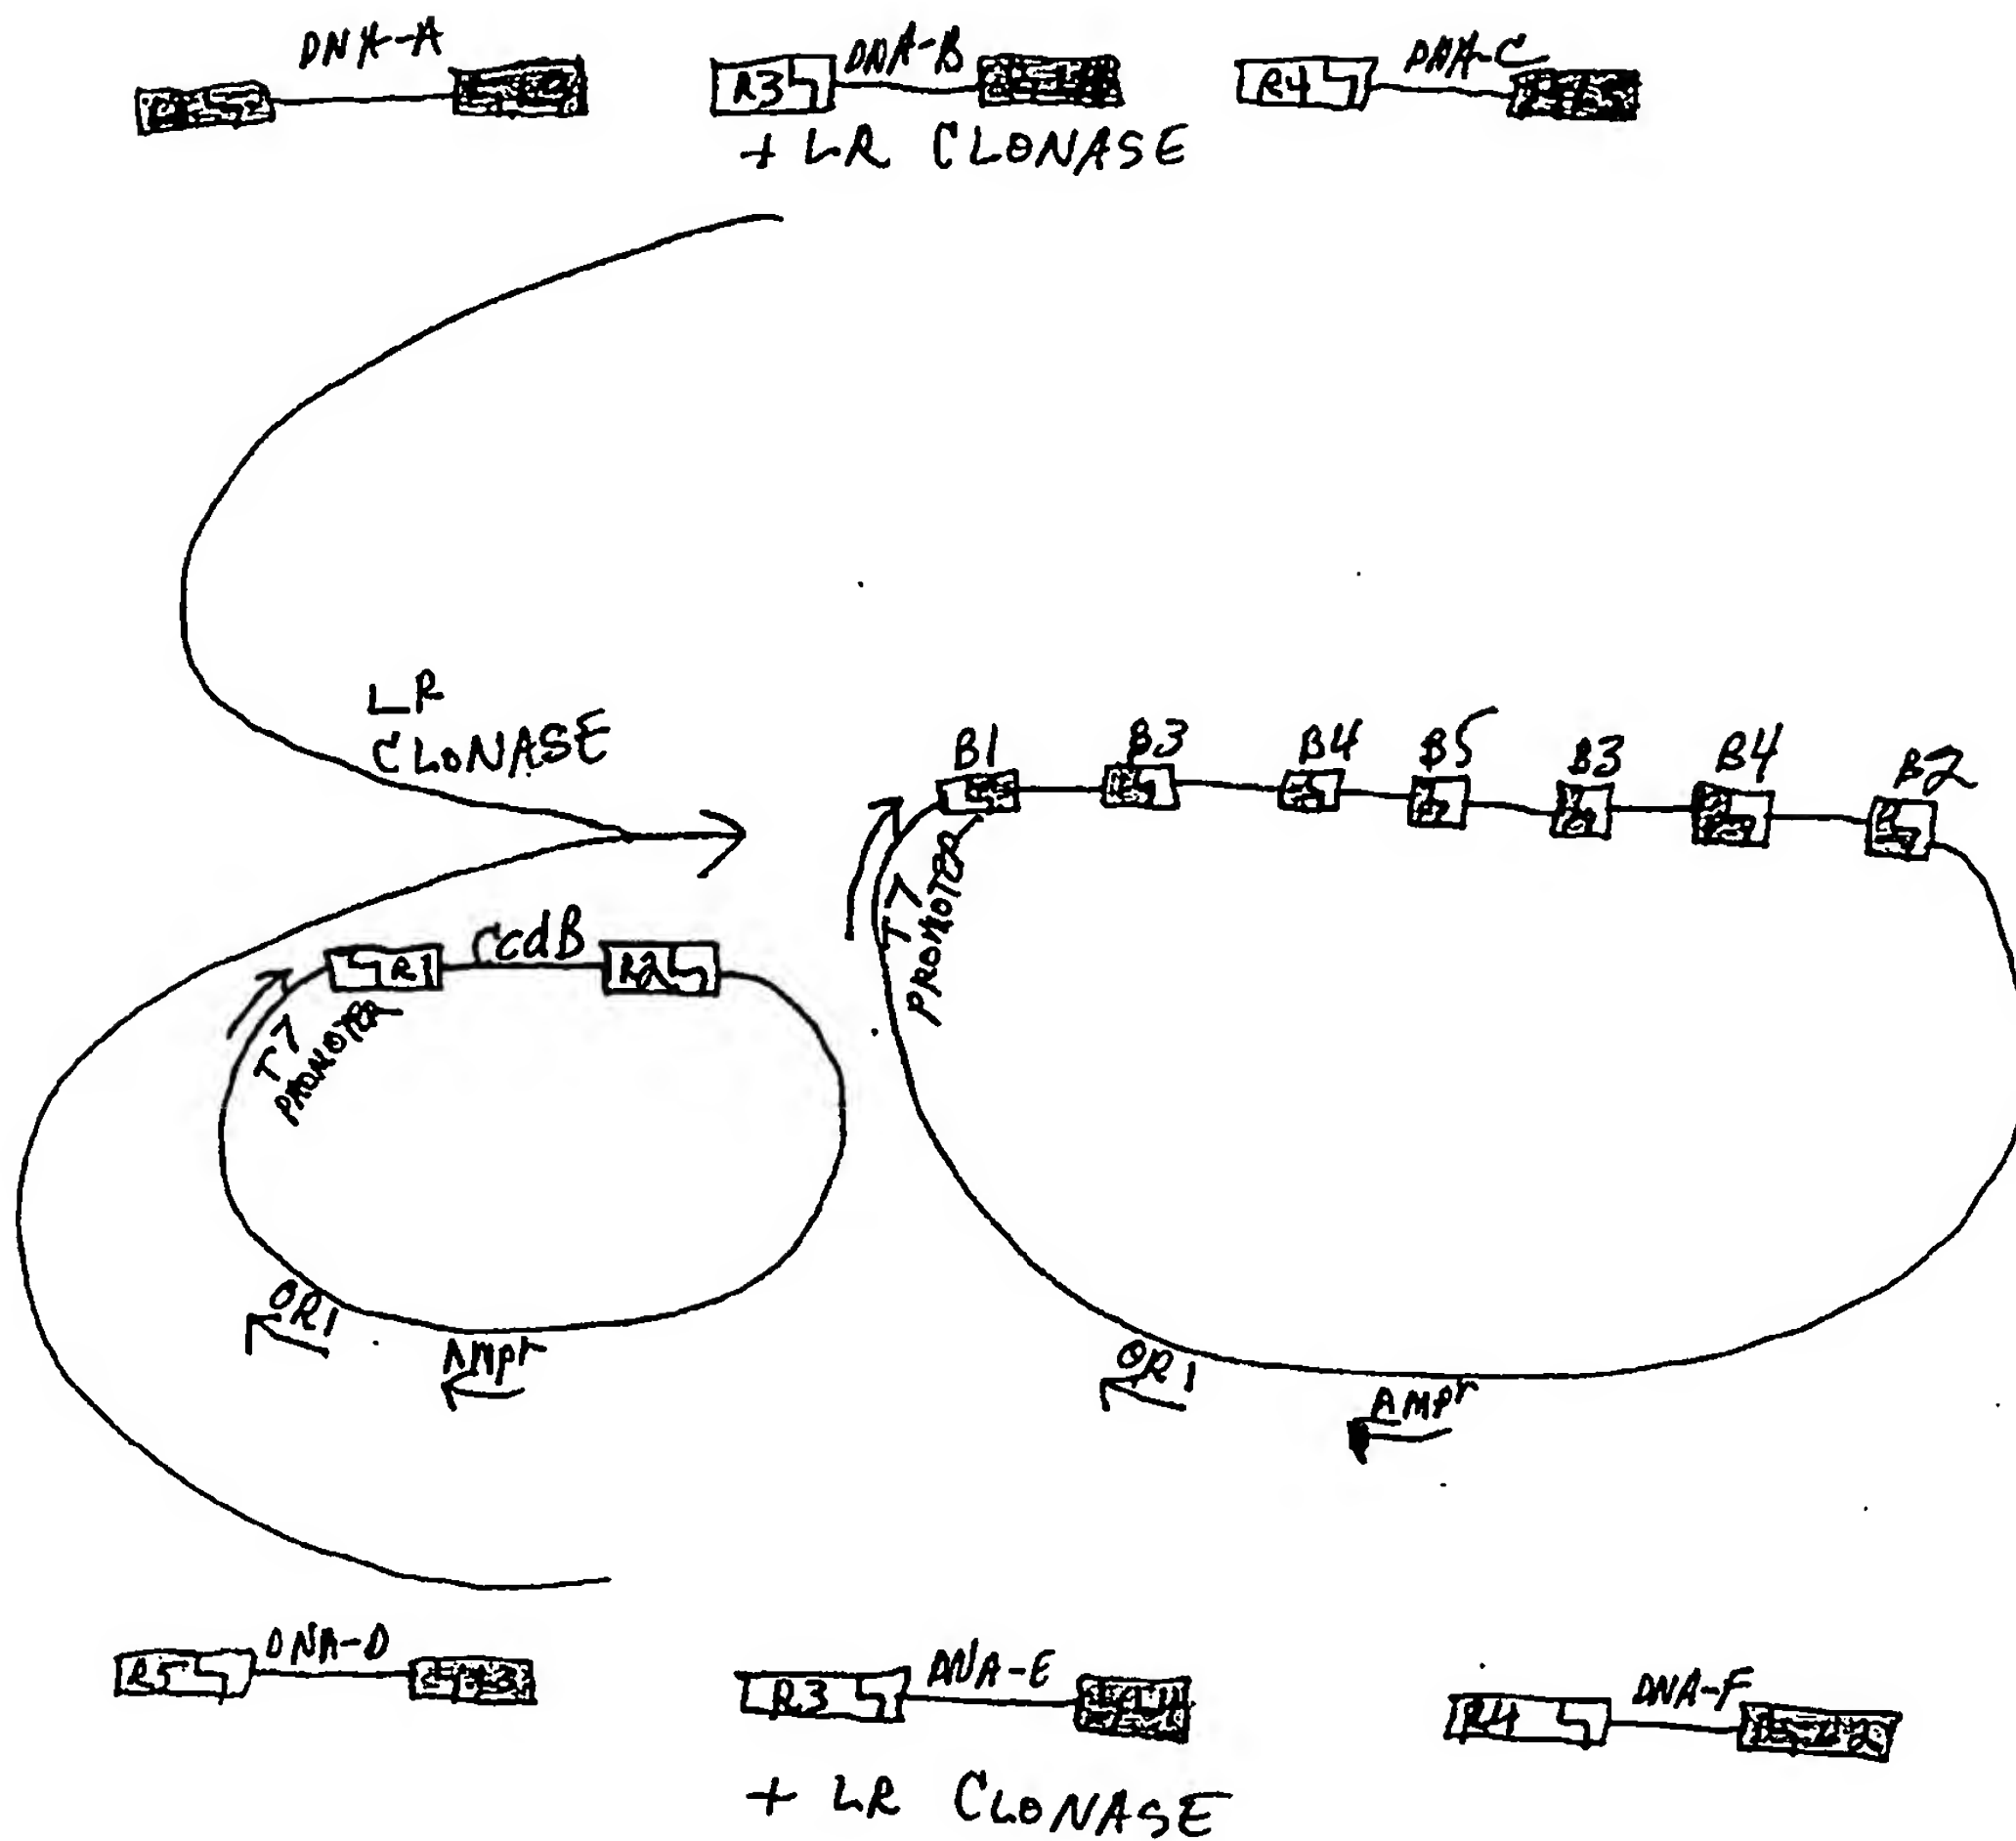 DNA-A
DNA-B
DNA-C
R3
R4
+ LR CLONASE
LR
CLONASE
B1 B3 B4 B5 B3 B4 B2
T7
PROMOTER
R1 ccdB R2
T7
PROMOTER
ORI
Ampr
ORI
AMPr
R5 DNA-D
R3 DNA-E
R4 DNA-F
+ LR CLONASE